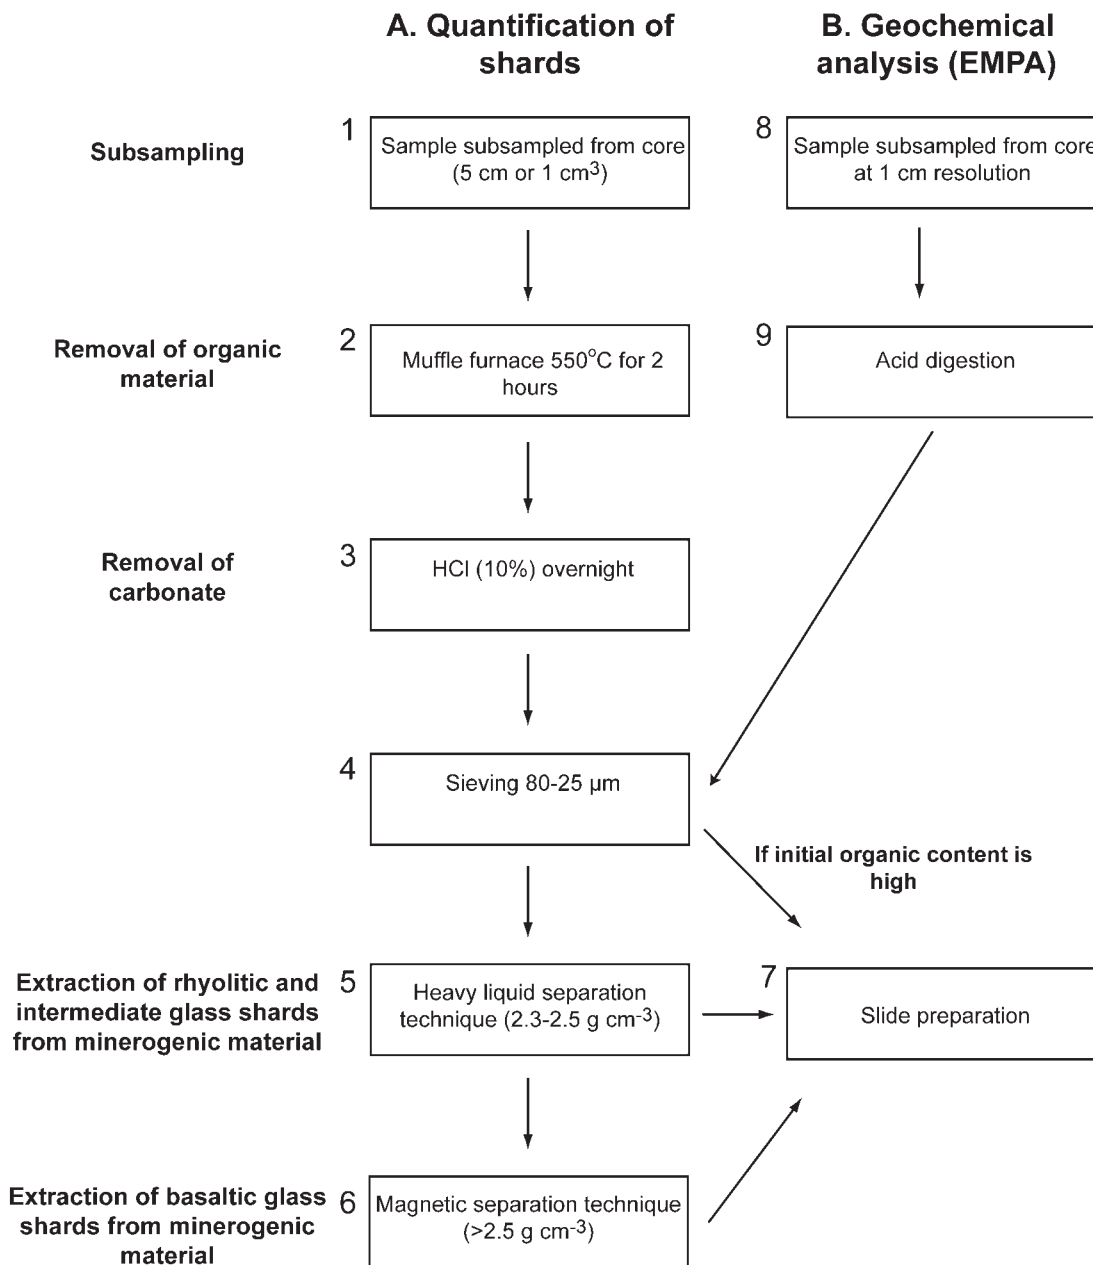 A. Quantification of
shards
B. Geochemical
analysis (EMPA)
Subsampling
1
Sample subsampled from core
(5 cm or 1 cm³)
8
Sample subsampled from core
at 1 cm resolution
Removal of organic
material
2
Muffle furnace 550°C for 2
hours
9
Acid digestion
Removal of
carbonate
3
HCl (10%) overnight
4
Sieving 80-25 µm
If initial organic content is
high
Extraction of rhyolitic and
intermediate glass shards
from minerogenic material
5
Heavy liquid separation
technique (2.3-2.5 g cm⁻³)
7
Slide preparation
Extraction of basaltic glass
shards from minerogenic
material
6
Magnetic separation technique
(>2.5 g cm⁻³)